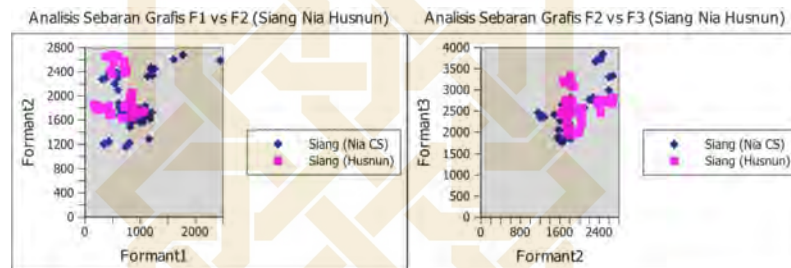 Analisis Sebaran Grafis F1 vs F2 (Siang Nia Husnun)
Formant2
2800
2400
2000
1600
1200
800
400
0
0
1000
2000
Formant1
Siang (Nia CS)
Siang (Husnun)
Analisis Sebaran Grafis F2 vs F3 (Siang Nia Husnun)
Formant3
4000
3500
3000
2500
2000
1500
1000
500
0
0
1600
2400
Formant2
Siang (Nia CS)
Siang (Husnun)